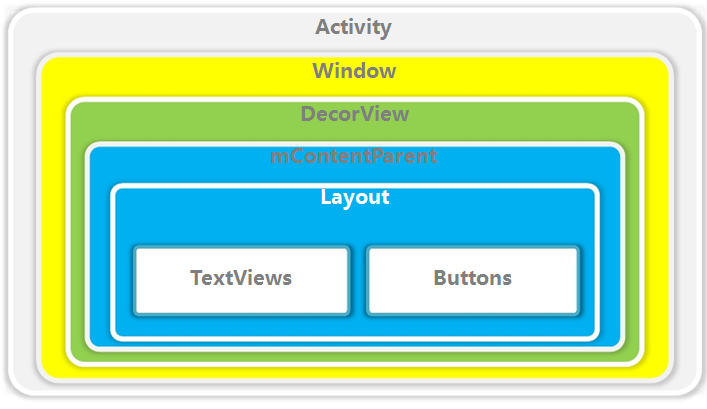 Activity
Window
DecorView
mContentParent
Layout
TextViews
Buttons